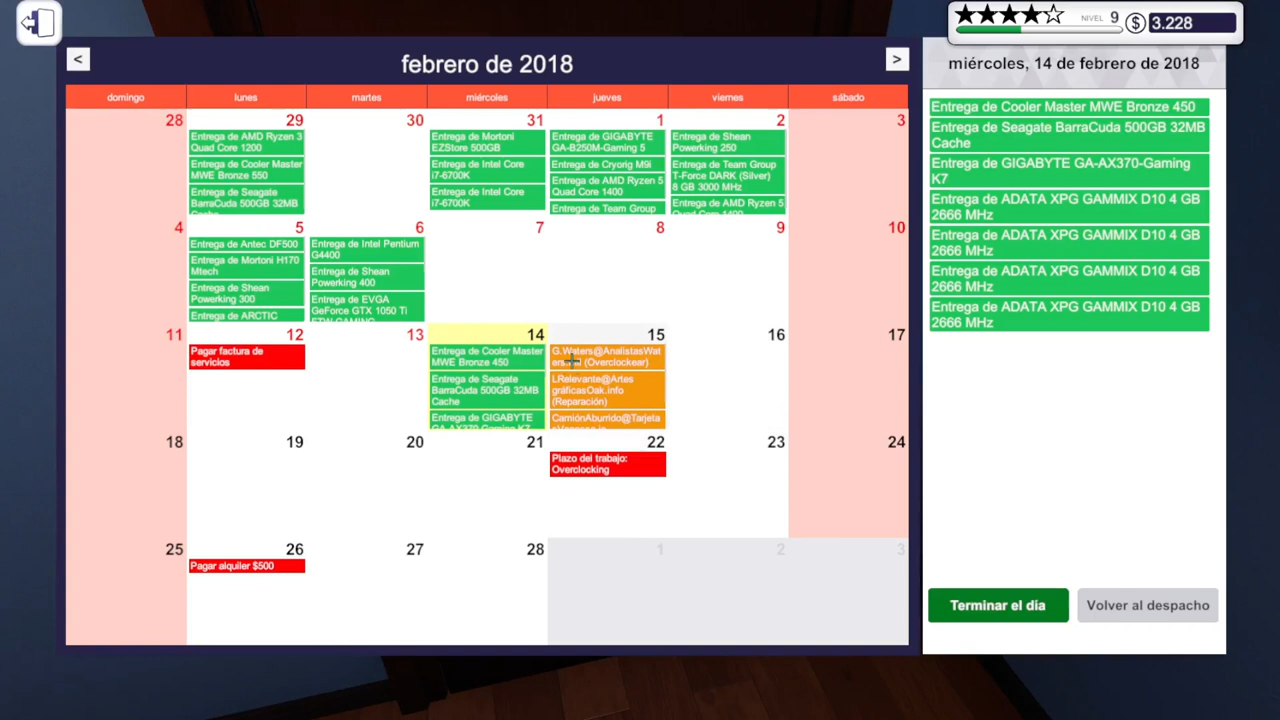 NIVEL 9
$ 3.228
<
febrero de 2018
>
miércoles, 14 de febrero de 2018
domingo
lunes
martes
miércoles
jueves
viernes
sábado
28
29
30
31
1
2
3
Entrega de AMD Ryzen 3
Quad Core 1200
Entrega de Cooler Master
MWE Bronze 550
Entrega de Seagate
BarraCuda 500GB 32MB
Cache
Entrega de Mortoni
EZStore 500GB
Entrega de Intel Core
i7-6700K
Entrega de Intel Core
i7-6700K
Entrega de GIGABYTE
GA-B250M-Gaming 5
Entrega de Cryorig M9i
Entrega de AMD Ryzen 5
Quad Core 1400
Entrega de Team Group
Entrega de Shean
Powerking 250
Entrega de Team Group
T-Force DARK (Silver)
8 GB 3000 MHz
Entrega de AMD Ryzen 5
Quad Core 1400
4
5
6
7
8
9
10
Entrega de Antec DF500
Entrega de Mortoni H170
Mtech
Entrega de Shean
Powerking 300
Entrega de ARCTIC
Entrega de Intel Pentium
G4400
Entrega de Shean
Powerking 400
Entrega de EVGA
GeForce GTX 1050 Ti
FTW GAMING
11
12
13
14
15
16
17
Pagar factura de
servicios
Entrega de Cooler Master
MWE Bronze 450
Entrega de Seagate
BarraCuda 500GB 32MB
Cache
Entrega de GIGABYTE
GA-AX370-Gaming K7
G.Waters@AnalistasWat
(Overclockear)
LRelevante@Artes
gráficasOak.info
(Reparación)
CamiónAburrido@Tarjeta
18
19
20
21
22
23
24
Plazo del trabajo:
Overclocking
25
26
27
28
1
2
3
Pagar alquiler $500
Entrega de Cooler Master MWE Bronze 450
Entrega de Seagate BarraCuda 500GB 32MB
Cache
Entrega de GIGABYTE GA-AX370-Gaming
K7
Entrega de ADATA XPG GAMMIX D10 4 GB
2666 MHz
Entrega de ADATA XPG GAMMIX D10 4 GB
2666 MHz
Entrega de ADATA XPG GAMMIX D10 4 GB
2666 MHz
Entrega de ADATA XPG GAMMIX D10 4 GB
2666 MHz
Terminar el día
Volver al despacho